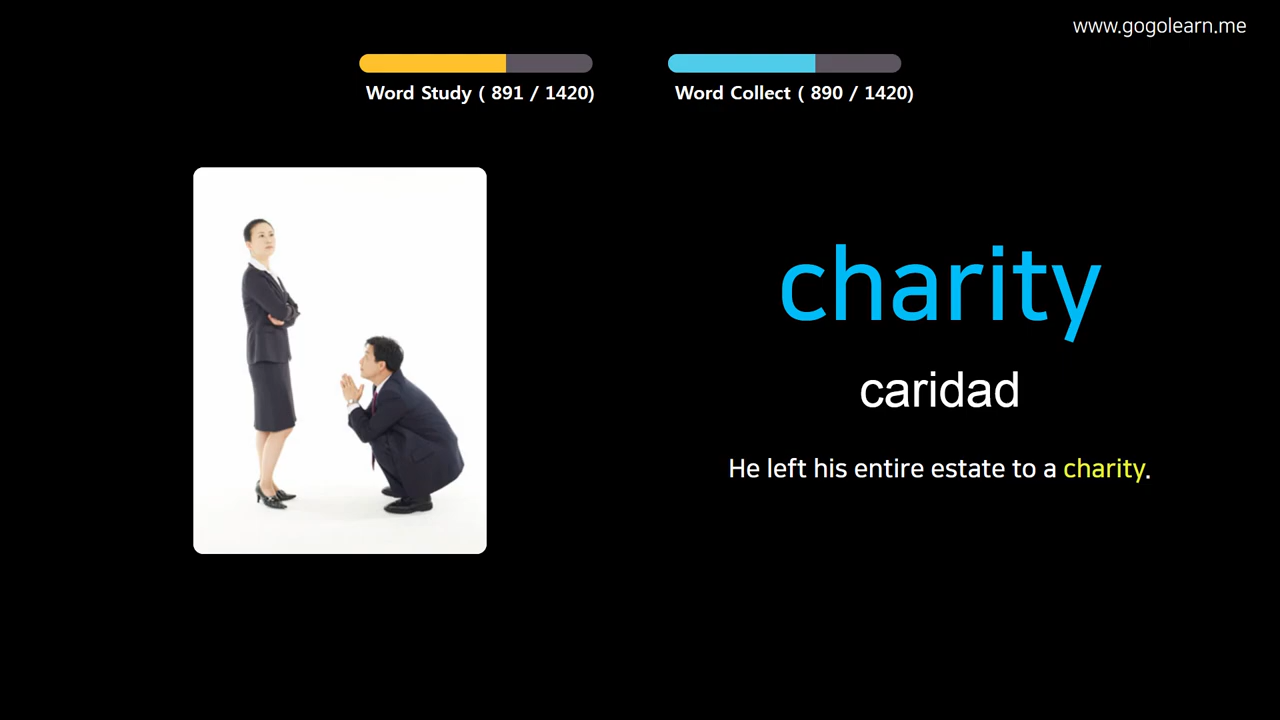 www.gogolearn.me
Word Study ( 891 / 1420)
Word Collect ( 890 / 1420)
charity
caridad
He left his entire estate to a charity.